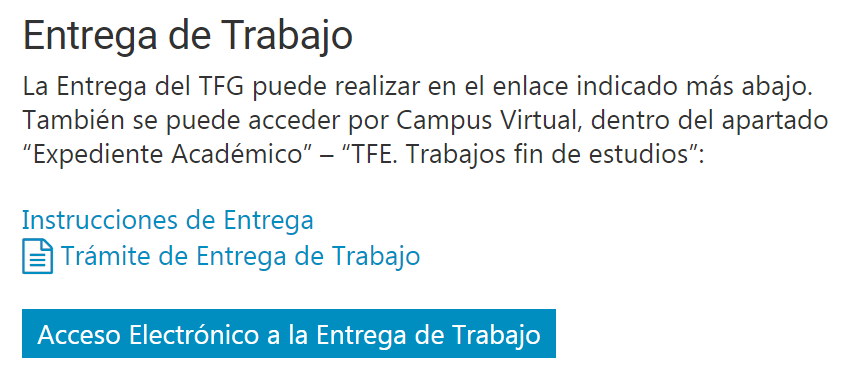 Entrega de Trabajo
La Entrega del TFG puede realizar en el enlace indicado más abajo.
También se puede acceder por Campus Virtual, dentro del apartado
“Expediente Académico” – “TFE. Trabajos fin de estudios”:
Instrucciones de Entrega
Trámite de Entrega de Trabajo
Acceso Electrónico a la Entrega de Trabajo